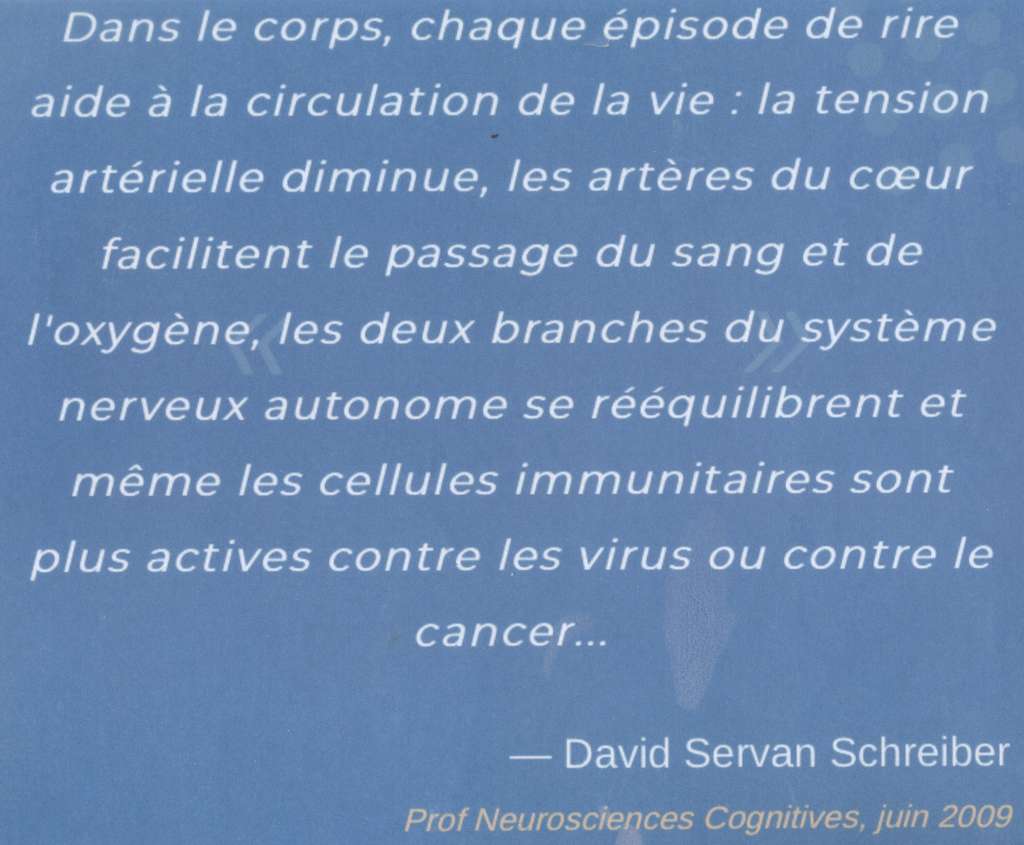 Dans le corps, chaque épisode de rire
aide à la circulation de la vie : la tension
artérielle diminue, les artères du cœur
facilitent le passage du sang et de
l'oxygène, les deux branches du système
nerveux autonome se rééquilibrent et
même les cellules immunitaires sont
plus actives contre les virus ou contre le
cancer...
— David Servan Schreiber
Prof Neurosciences Cognitives, juin 2009